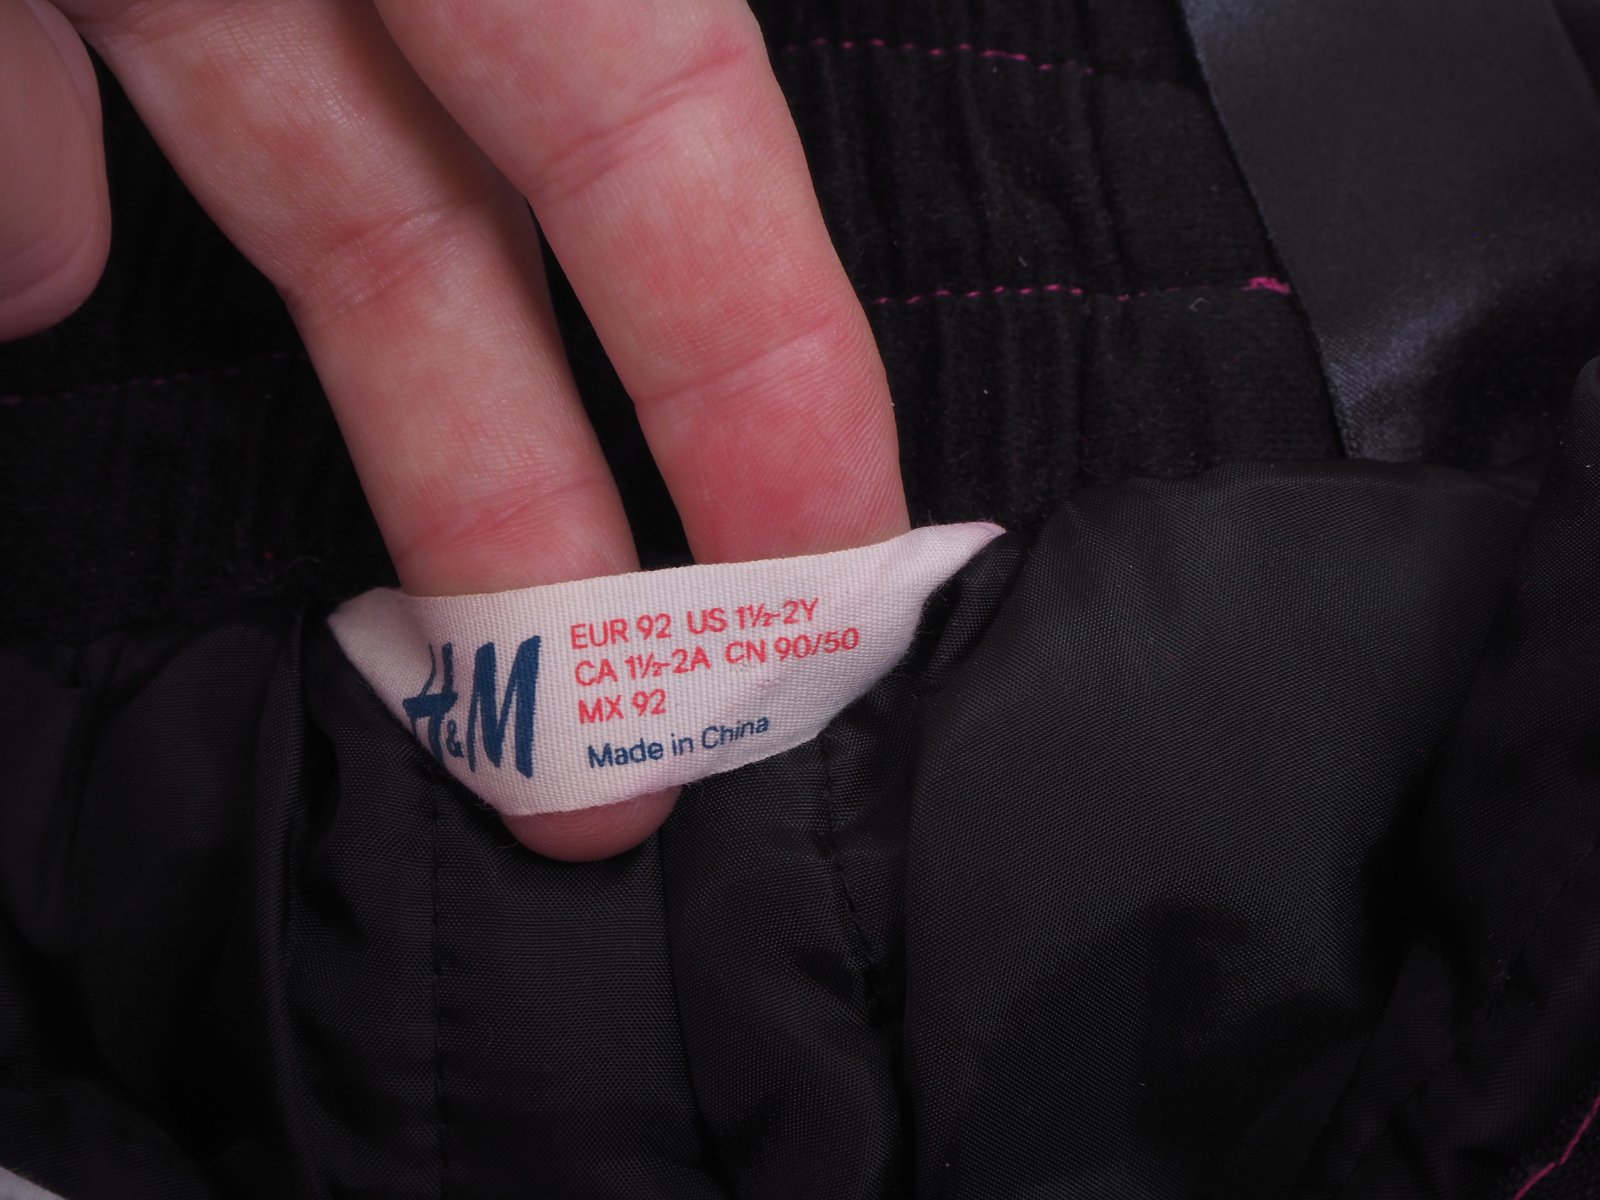 H&M
EUR 92 US 1½-2Y
CA 1½-2A CN 90/50
MX 92
Made in China